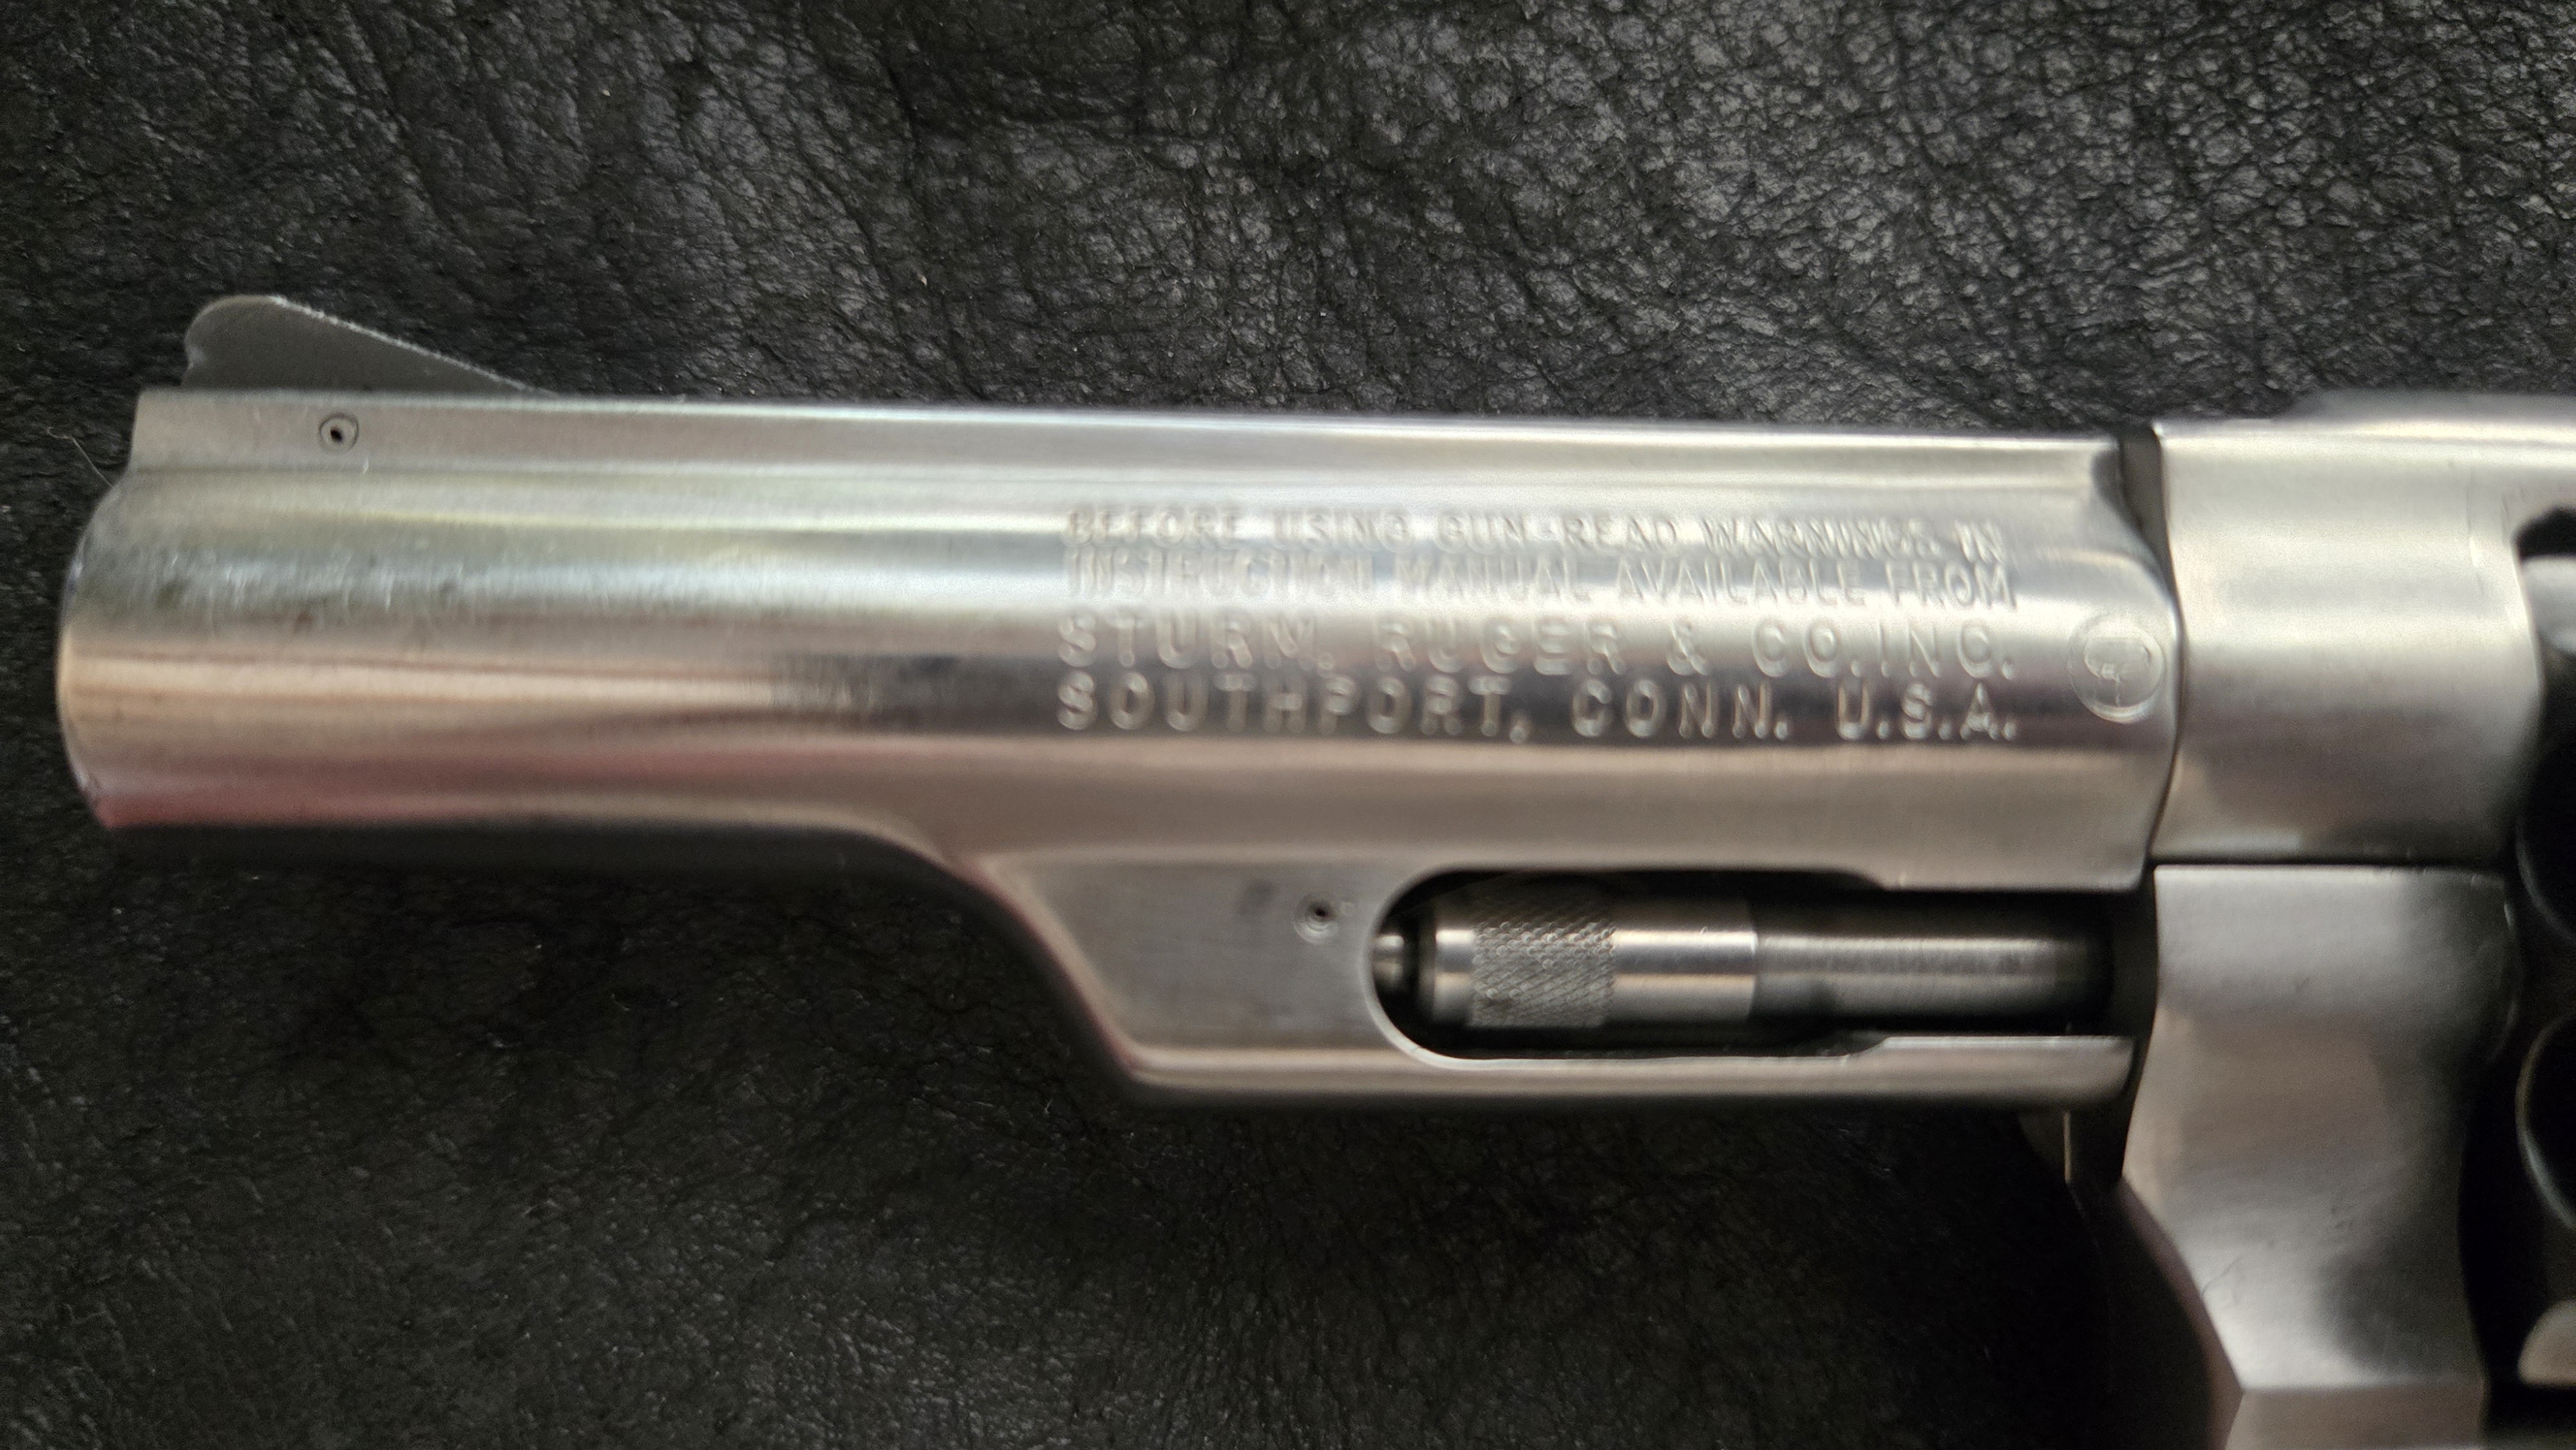 BEFORE USING GUN-READ WARNINGS IN
INSTRUCTION MANUAL AVAILABLE FROM
STURM, RUGER & CO. INC.
SOUTHPORT, CONN. U.S.A.